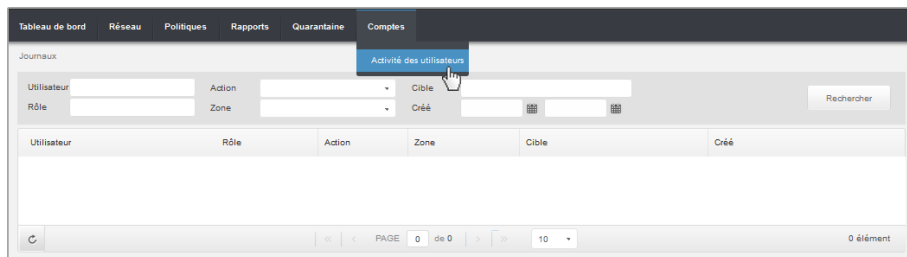 Tableau de bord Réseau Politiques Rapports Quarantaine Comptes
Journaux Activité des utilisateurs
Utilisateur Action Cible Rechercher
Rôle Zone Créé
Utilisateur Rôle Action Zone Cible Créé
PAGE 0 de 0 10 0 élément